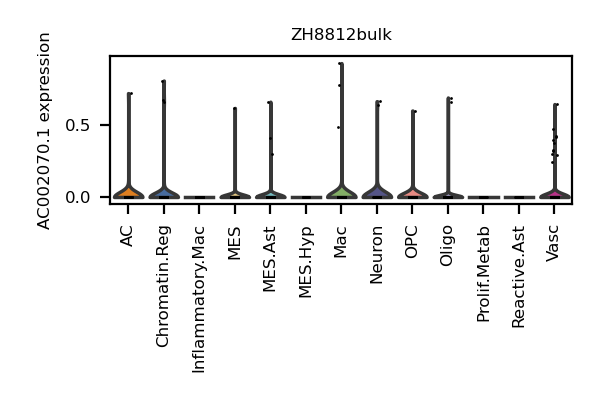 ZH8812bulk
AC002070.1 expression
0.5
0.0
AC
Chromatin.Reg
Inflammatory.Mac
MES
MES.Ast
MES.Hyp
Mac
Neuron
OPC
Oligo
Prolif.Metab
Reactive.Ast
Vasc